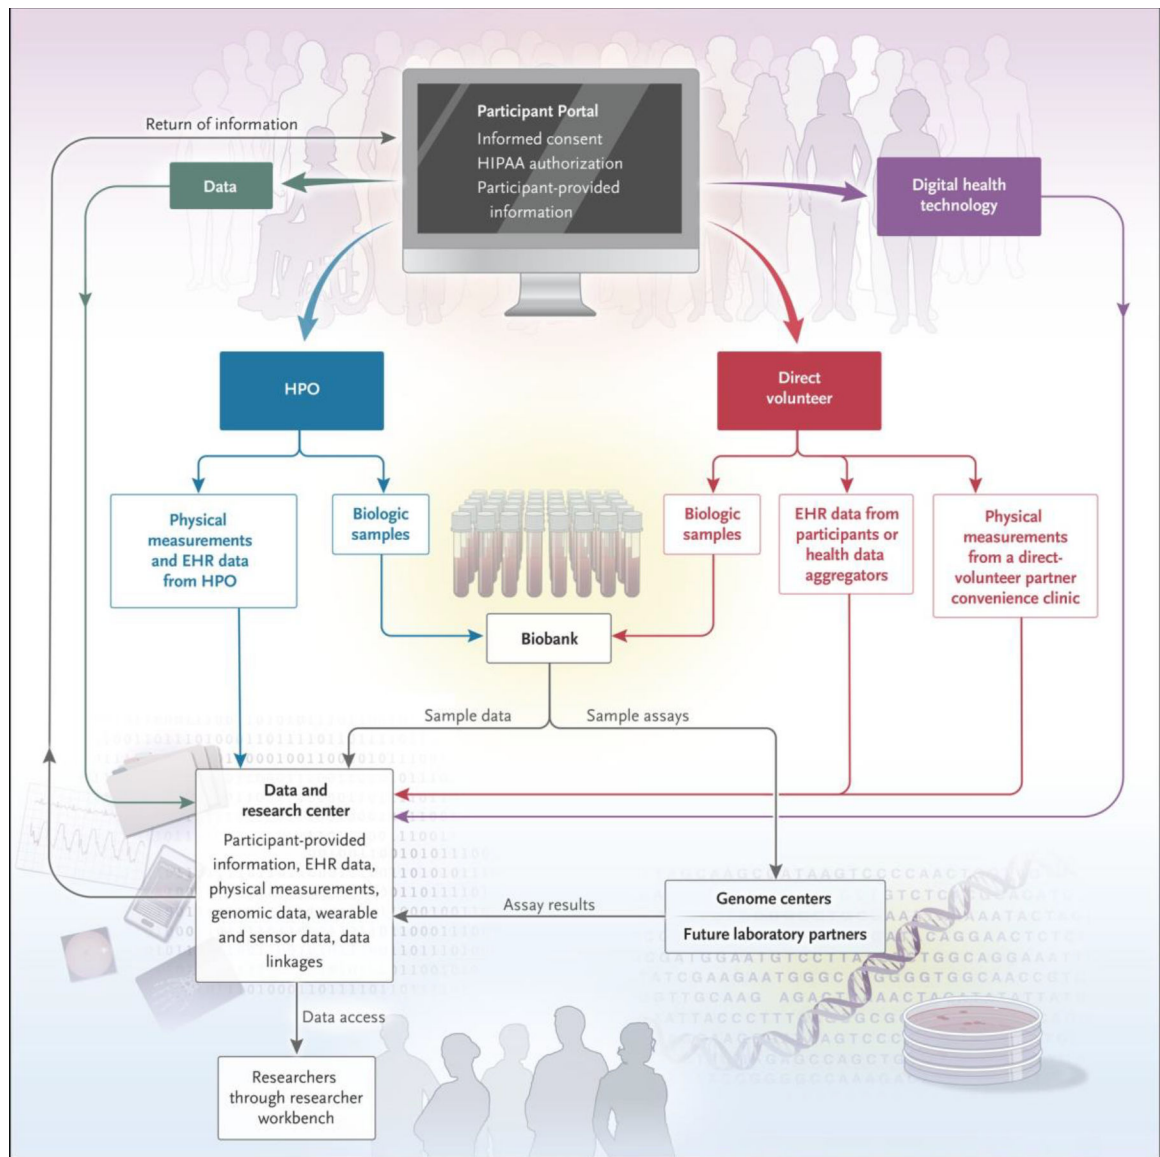 Participant Portal
Informed consent
HIPAA authorization
Participant-provided
information
Return of information
Data
Digital health
technology
HPO
Direct
volunteer
Physical
measurements
and EHR data
from HPO
Biologic
samples
Biologic
samples
EHR data from
participants or
health data
aggregators
Physical
measurements
from a direct-
volunteer partner
convenience clinic
Biobank
Sample data
Sample assays
Data and
research center
Participant-provided
information, EHR data,
physical measurements,
genomic data, wearable
and sensor data, data
linkages
Genome centers
Future laboratory partners
Assay results
Data access
Researchers
through researcher
workbench